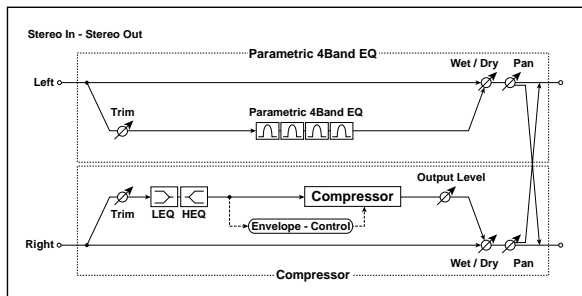 Stereo In - Stereo Out
Parametric 4Band EQ
Wet / Dry
Pan
Left
Trim
Parametric 4Band EQ
Trim
LEQ
HEQ
Compressor
Output Level
Envelope - Control
Right
Wet / Dry
Pan
Compressor